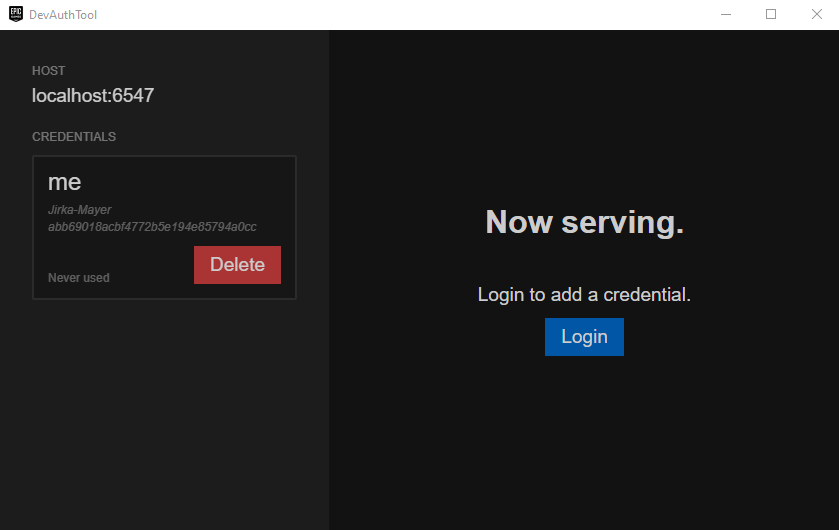 DevAuthTool
HOST
localhost:6547
CREDENTIALS
me
Jirka-Mayer
abb69018acbf4772b5e194e85794a0cc
Never used
Delete
Now serving.
Login to add a credential.
Login